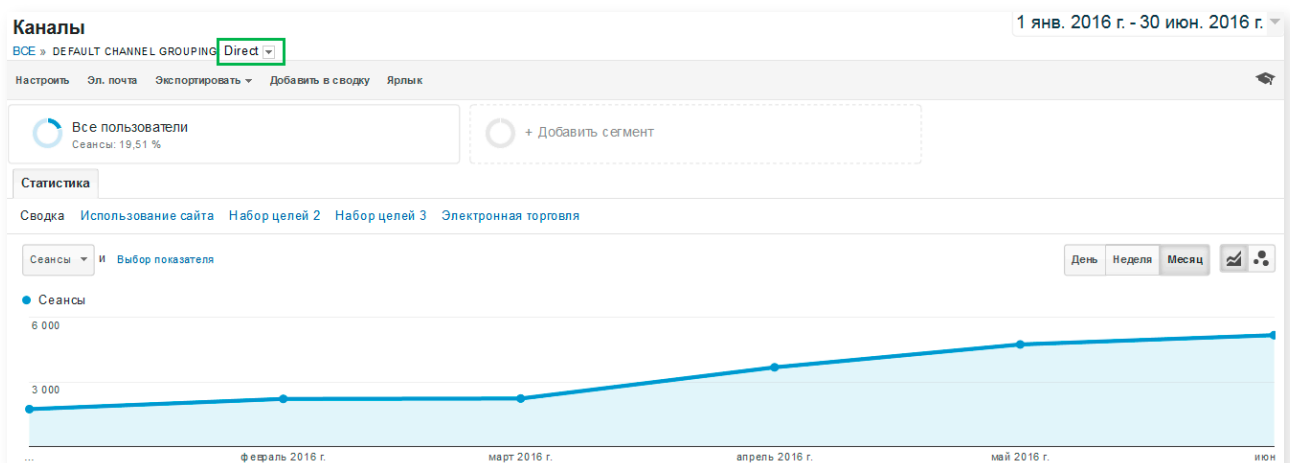 Каналы
1 янв. 2016 г. - 30 июн. 2016 г.
ВСЕ » DEFAULT CHANNEL GROUPING Direct
Настроить Эл. почта Экспортировать Добавить в сводку Ярлык
Все пользователи
Сеансы: 19,51 %
+ Добавить сегмент
Статистика
Сводка Использование сайта Набор целей 2 Набор целей 3 Электронная торговля
Сеансы И Выбор показателя
День Неделя Месяц
Сеансы
6 000
3 000
... февраль 2016 г. март 2016 г. апрель 2016 г. май 2016 г. июн